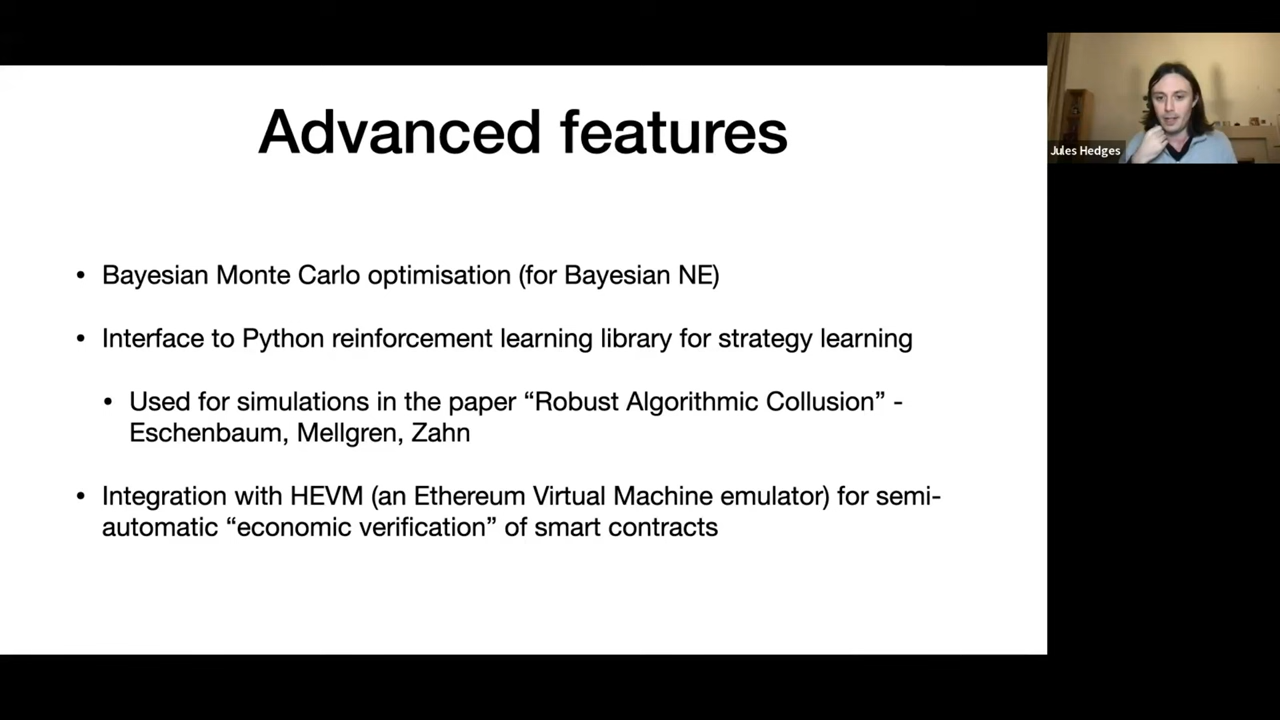 Advanced features
• Bayesian Monte Carlo optimisation (for Bayesian NE)
• Interface to Python reinforcement learning library for strategy learning
• Used for simulations in the paper “Robust Algorithmic Collusion” -
Eschenbaum, Mellgren, Zahn
• Integration with HEVM (an Ethereum Virtual Machine emulator) for semi-
automatic “economic verification” of smart contracts
Jules Hedges